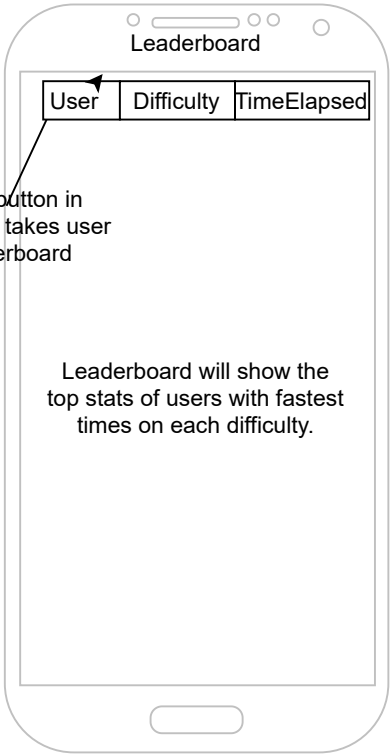 Leaderboard
User Difficulty TimeElapsed
button in
takes user
erboard
Leaderboard will show the
top stats of users with fastest
times on each difficulty.